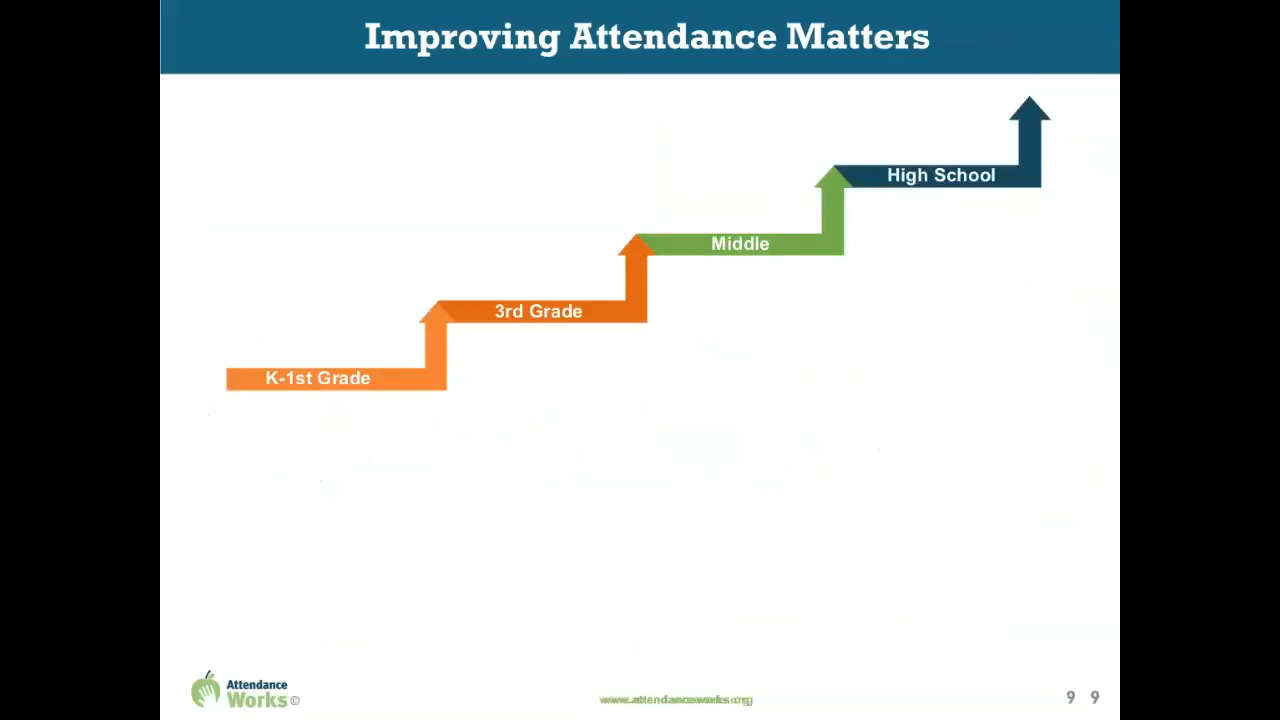 Improving Attendance Matters
High School
Middle
3rd Grade
K-1st Grade
Attendance
Works ©
www.attendanceworks.org
9 9